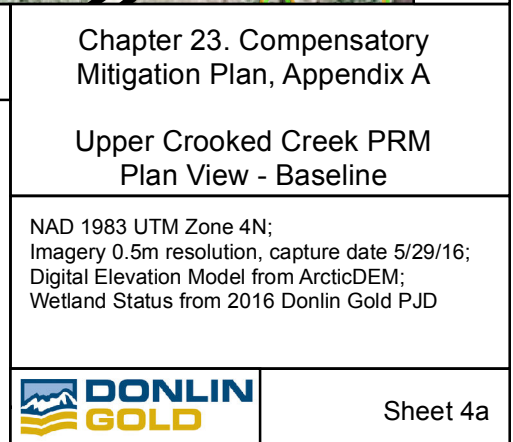 Chapter 23. Compensatory
Mitigation Plan, Appendix A
Upper Crooked Creek PRM
Plan View - Baseline
NAD 1983 UTM Zone 4N;
Imagery 0.5m resolution, capture date 5/29/16;
Digital Elevation Model from ArcticDEM;
Wetland Status from 2016 Donlin Gold PJD
DONLIN
GOLD
Sheet 4a